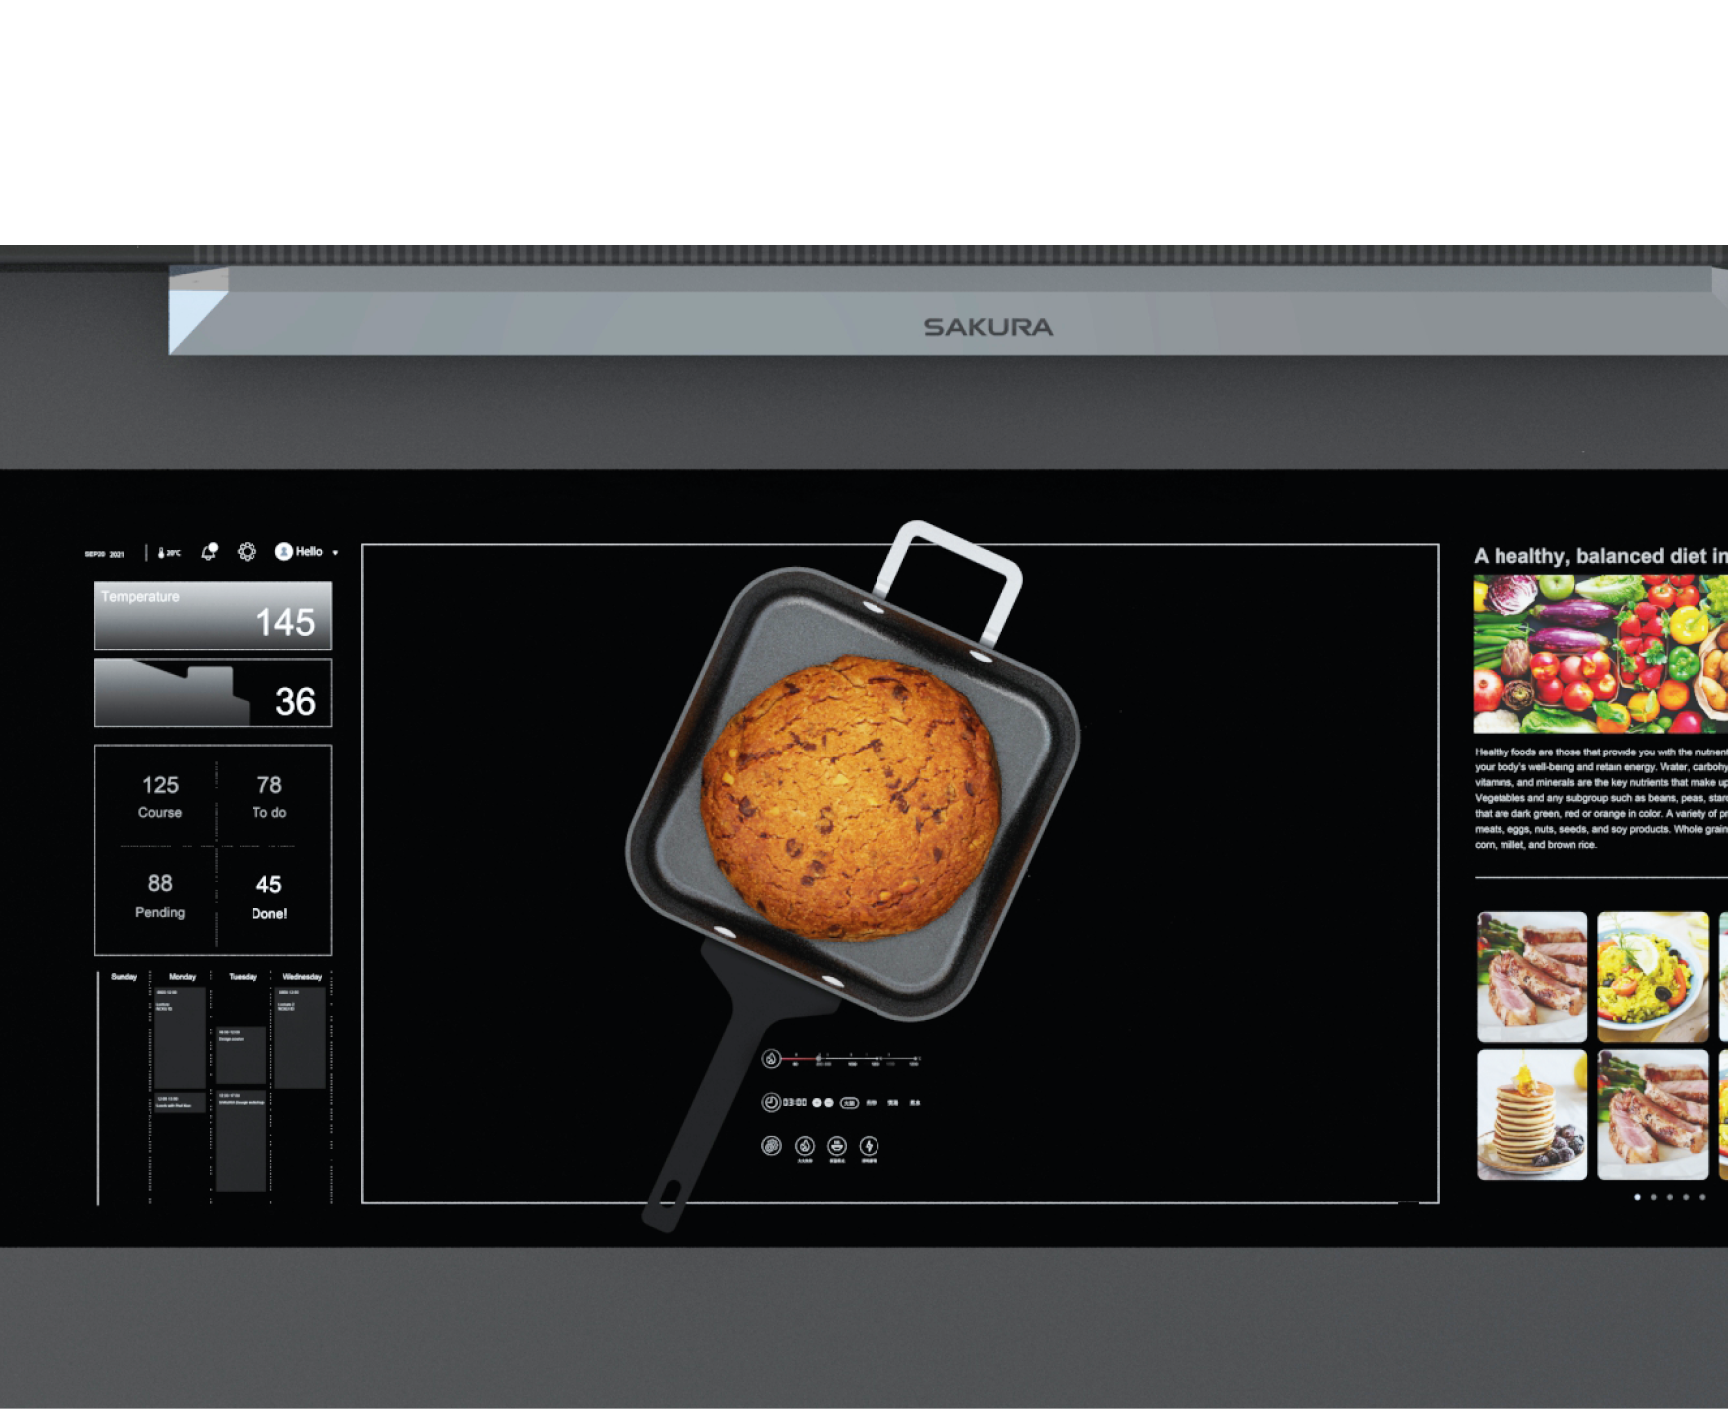 SAKURA
SEP20 2021
20°C
Hello
Temperature
145
36
125
Course
78
To do
88
Pending
45
Done!
Sunday Monday Tuesday Wednesday
03:00
A healthy, balanced diet in
Healthy foods are those that provide you with the nutrient
your body's well-being and retain energy. Water, carbohy
vitamins, and minerals are the key nutrients that make up
Vegetables and any subgroup such as beans, peas, starc
that are dark green, red or orange in color. A variety of pr
meats, eggs, nuts, seeds, and soy products. Whole grain
corn, millet, and brown rice.